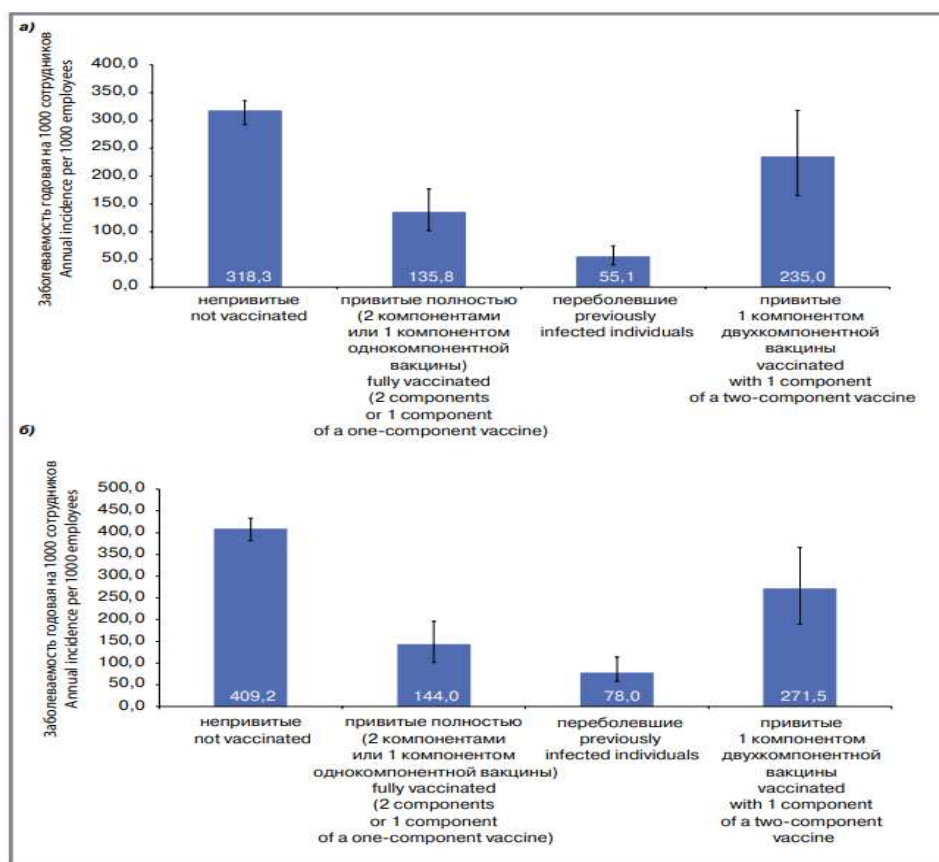 а)
Заболеваемость годовая на 1000 сотрудников
Annual incidence per 1000 employees
400,0
350,0
300,0
250,0
200,0
150,0
100,0
50,0
0,0
318,3
135,8
55,1
235,0
непривитые
not vaccinated
привитые полностью
(2 компонентами
или 1 компонентом
однокомпонентной
вакцины)
fully vaccinated
(2 components
or 1 component
of a one-component vaccine)
переболевшие
previously
infected individuals
привитые
1 компонентом
двухкомпонентной
вакцины
vaccinated
with 1 component
of a two-component vaccine
б)
Заболеваемость годовая на 1000 сотрудников
Annual incidence per 1000 employees
500,0
450,0
400,0
350,0
300,0
250,0
200,0
150,0
100,0
50,0
0,0
409,2
144,0
78,0
271,5
непривитые
not vaccinated
привитые полностью
(2 компонентами
или 1 компонентом
однокомпонентной вакцины)
fully vaccinated
(2 components
or 1 component
of a one-component vaccine)
переболевшие
previously
infected individuals
привитые
1 компонентом
двухкомпонентной
вакцины
vaccinated
with 1 component
of a two-component
vaccine